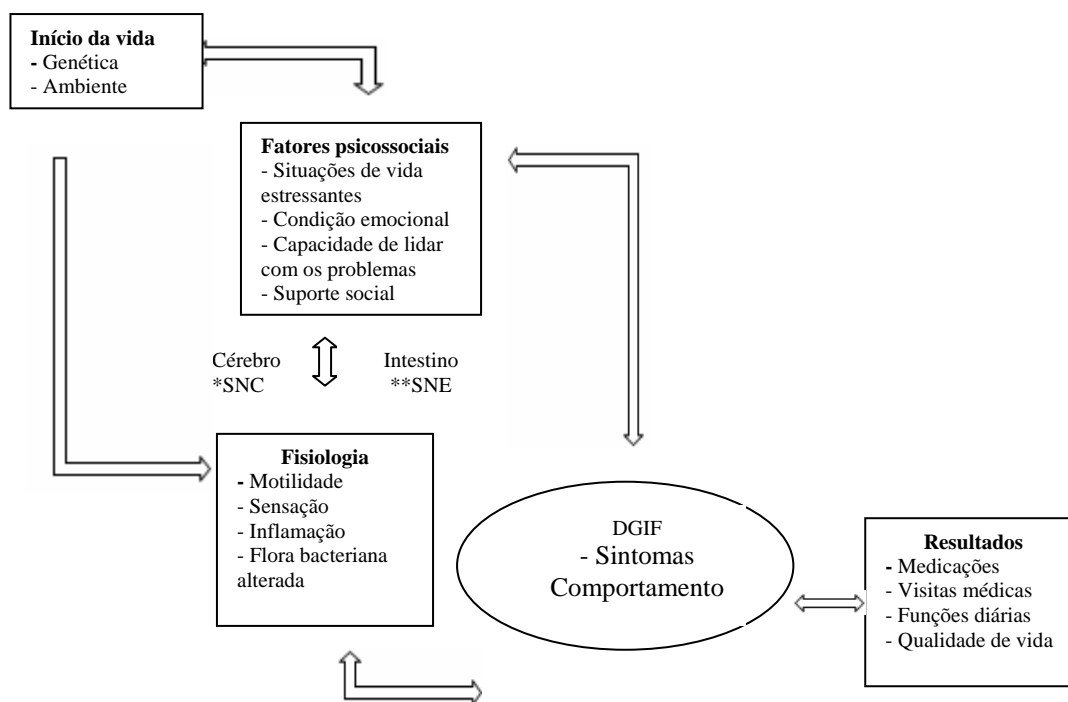 Início da vida
- Genética
- Ambiente
Fatores psicossociais
- Situações de vida
estressantes
- Condição emocional
- Capacidade de lidar
com os problemas
- Suporte social
Cérebro
*SNC
Intestino
**SNE
Fisiologia
- Motilidade
- Sensação
- Inflamação
- Flora bacteriana
alterada
DGIF
- Sintomas
Comportamento
Resultados
- Medicações
- Visitas médicas
- Funções diárias
- Qualidade de vida